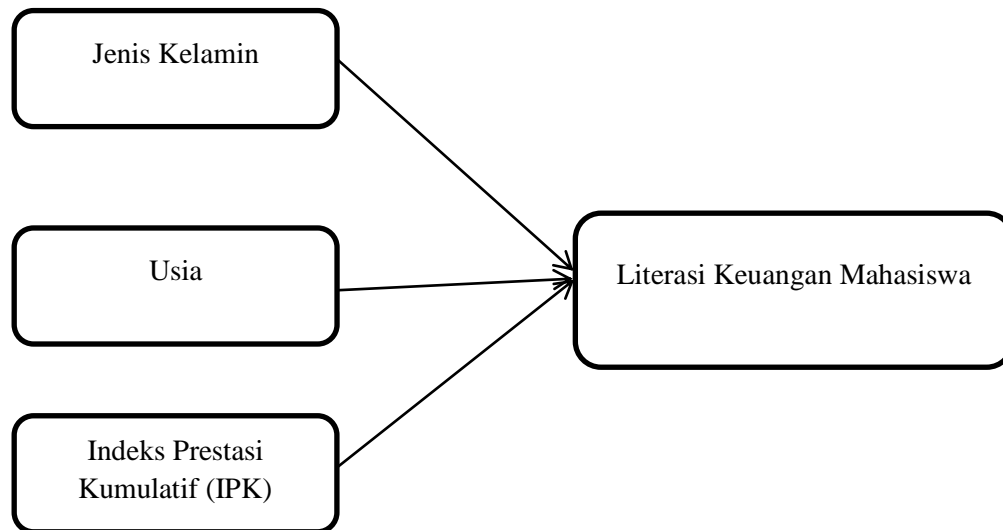 Jenis Kelamin
Usia
Literasi Keuangan Mahasiswa
Indeks Prestasi
Kumulatif (IPK)